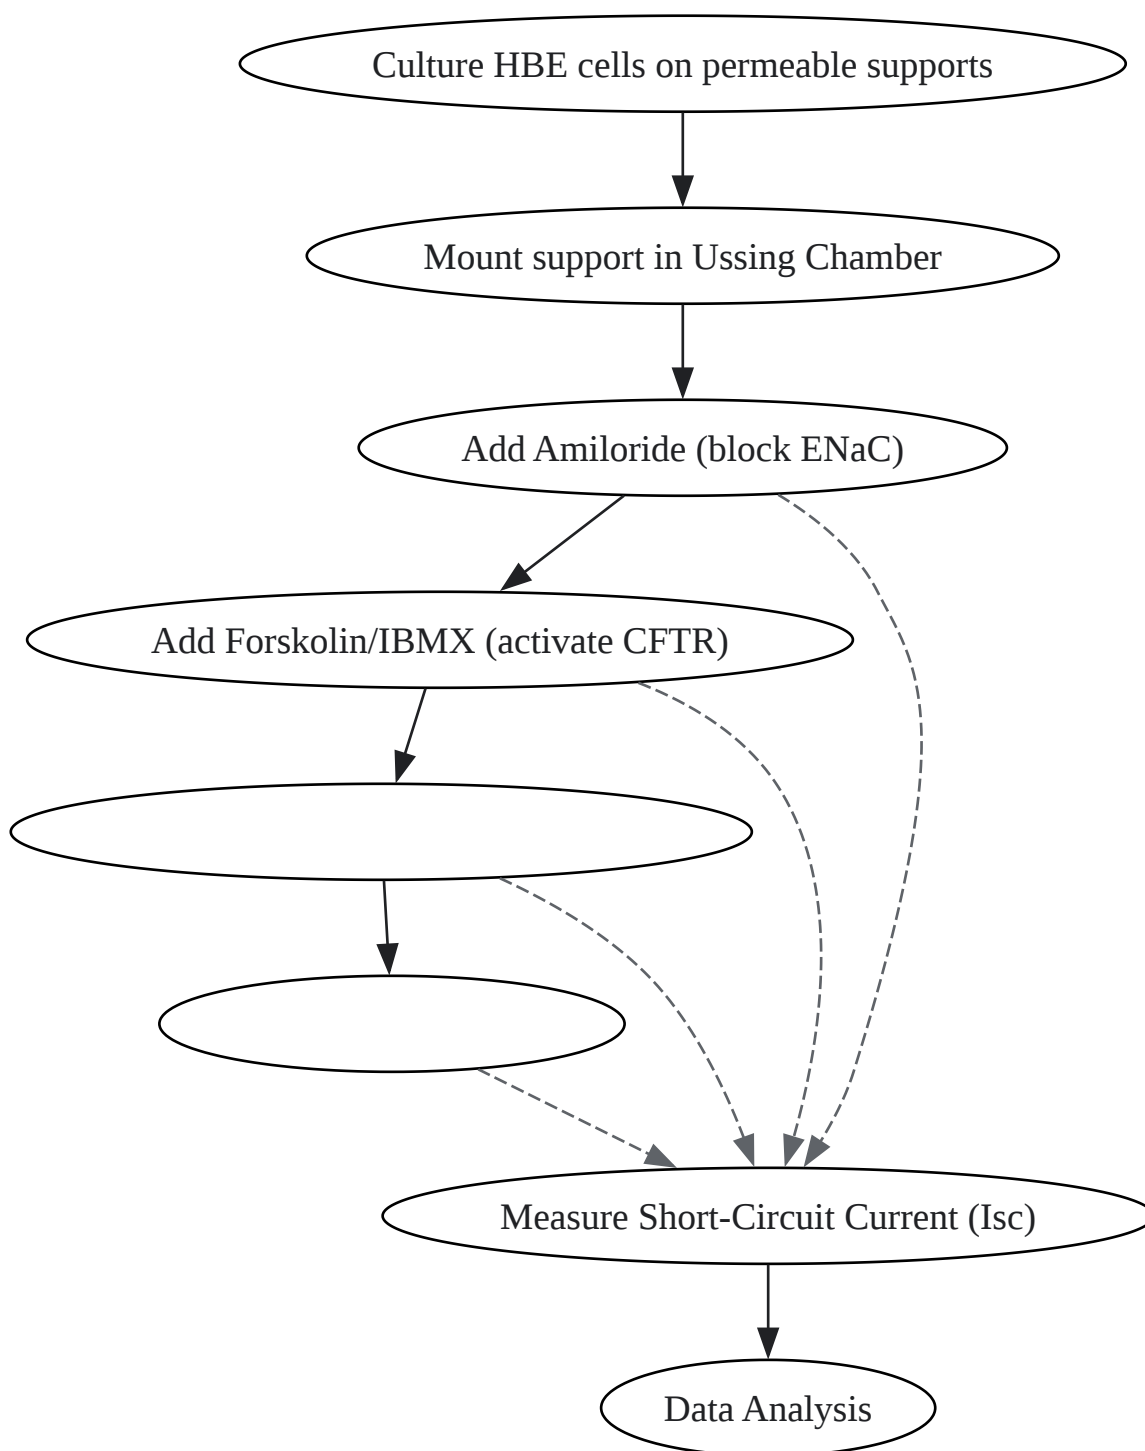 Culture HBE cells on permeable supports
Mount support in Ussing Chamber
Add Amiloride (block ENaC)
Add Forskolin/IBMX (activate CFTR)
Measure Short-Circuit Current (Isc)
Data Analysis